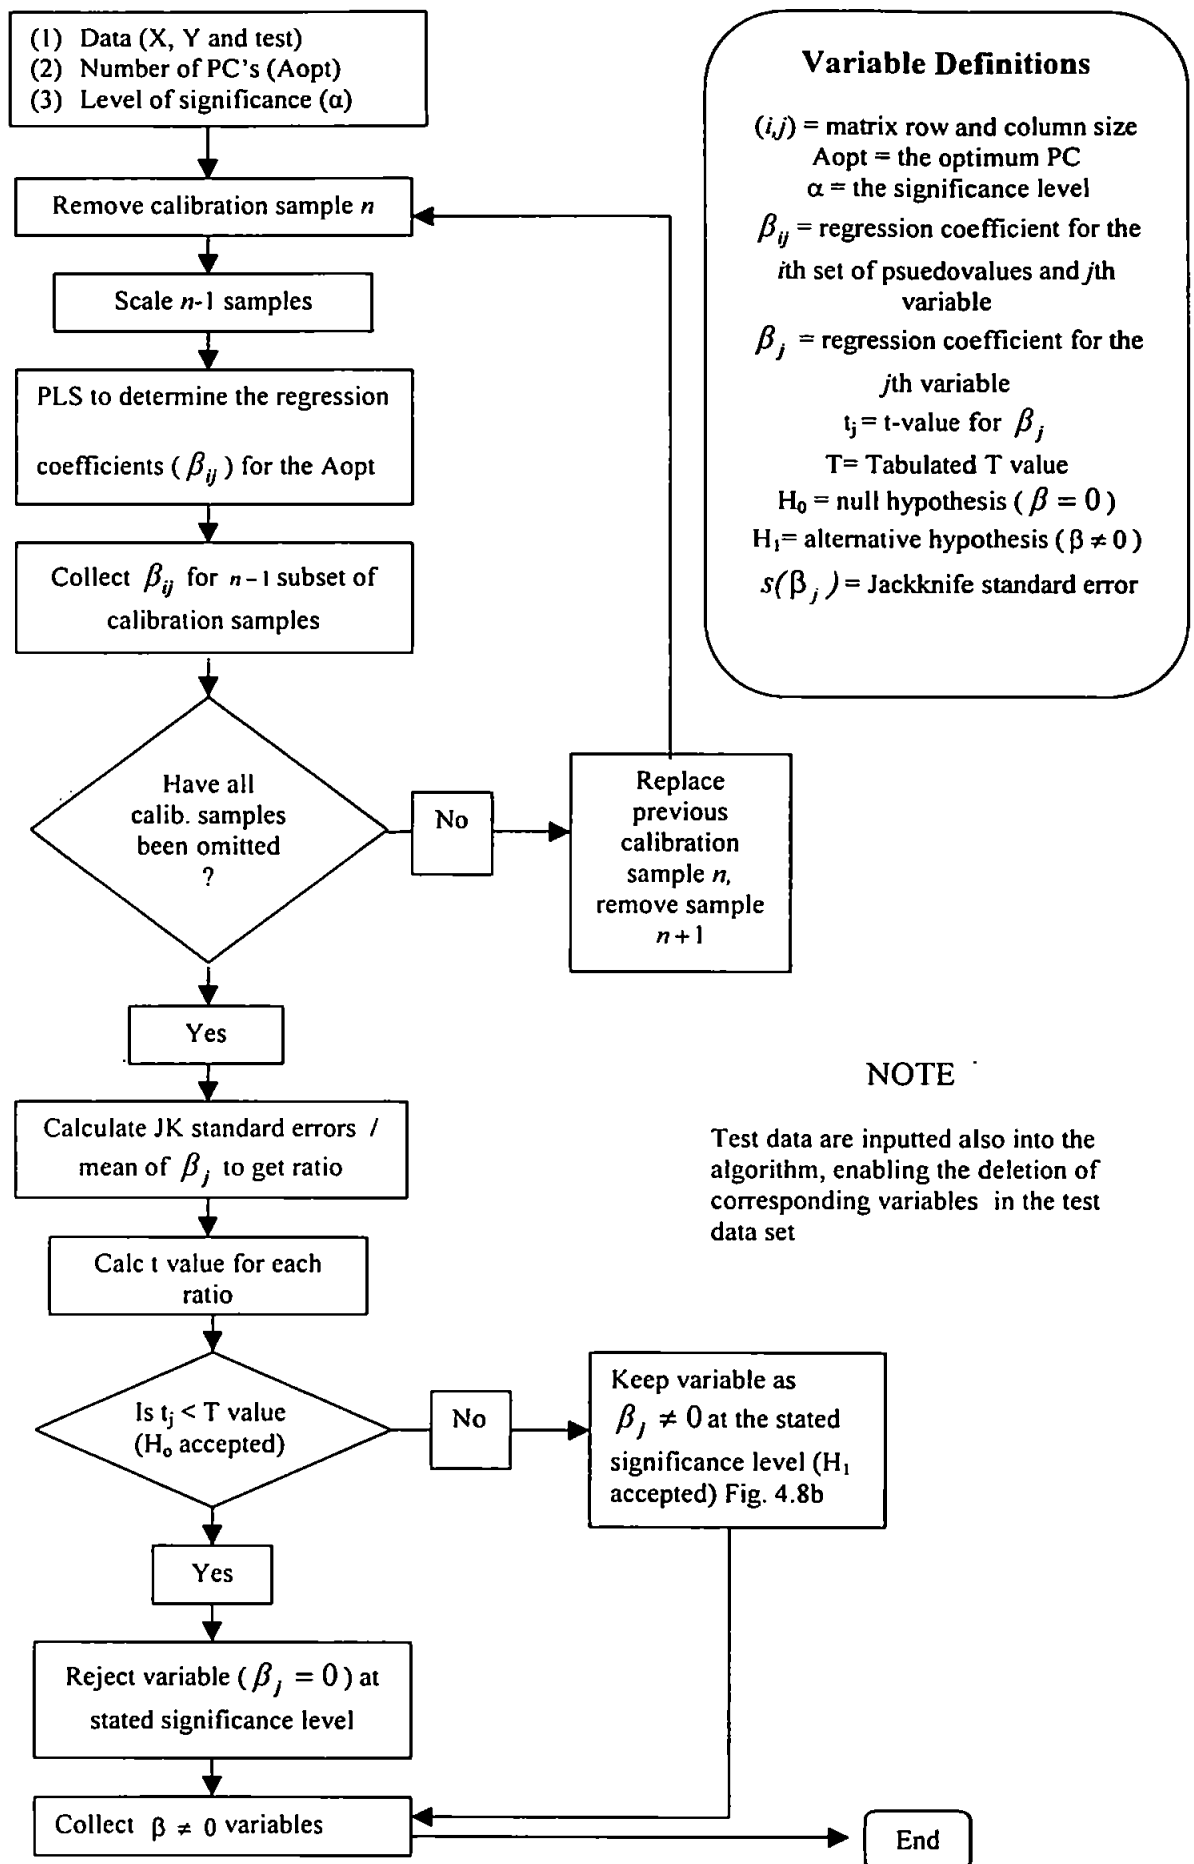 (1) Data (X, Y and test)
(2) Number of PC's (Aopt)
(3) Level of significance (α)
Remove calibration sample n
Scale n-1 samples
PLS to determine the regression
coefficients (βij) for the Aopt
Collect βij for n-1 subset of
calibration samples
Have all
calib. samples
been omitted
?
No
Replace
previous
calibration
sample n,
remove sample
n+1
Yes
Calculate JK standard errors /
mean of βj to get ratio
Calc t value for each
ratio
Is tj < T value
(Ho accepted)
No
Keep variable as
βj ≠ 0 at the stated
significance level (H1
accepted) Fig. 4.8b
Yes
Reject variable (βj = 0) at
stated significance level
Collect β ≠ 0 variables
End
Variable Definitions
(i,j) = matrix row and column size
Aopt = the optimum PC
α = the significance level
βij = regression coefficient for the
ith set of psuedovalues and jth
variable
βj = regression coefficient for the
jth variable
tj = t-value for βj
T= Tabulated T value
H0 = null hypothesis (β = 0)
H1= alternative hypothesis (β ≠ 0)
s(βj) = Jackknife standard error
NOTE
Test data are inputted also into the
algorithm, enabling the deletion of
corresponding variables in the test
data set